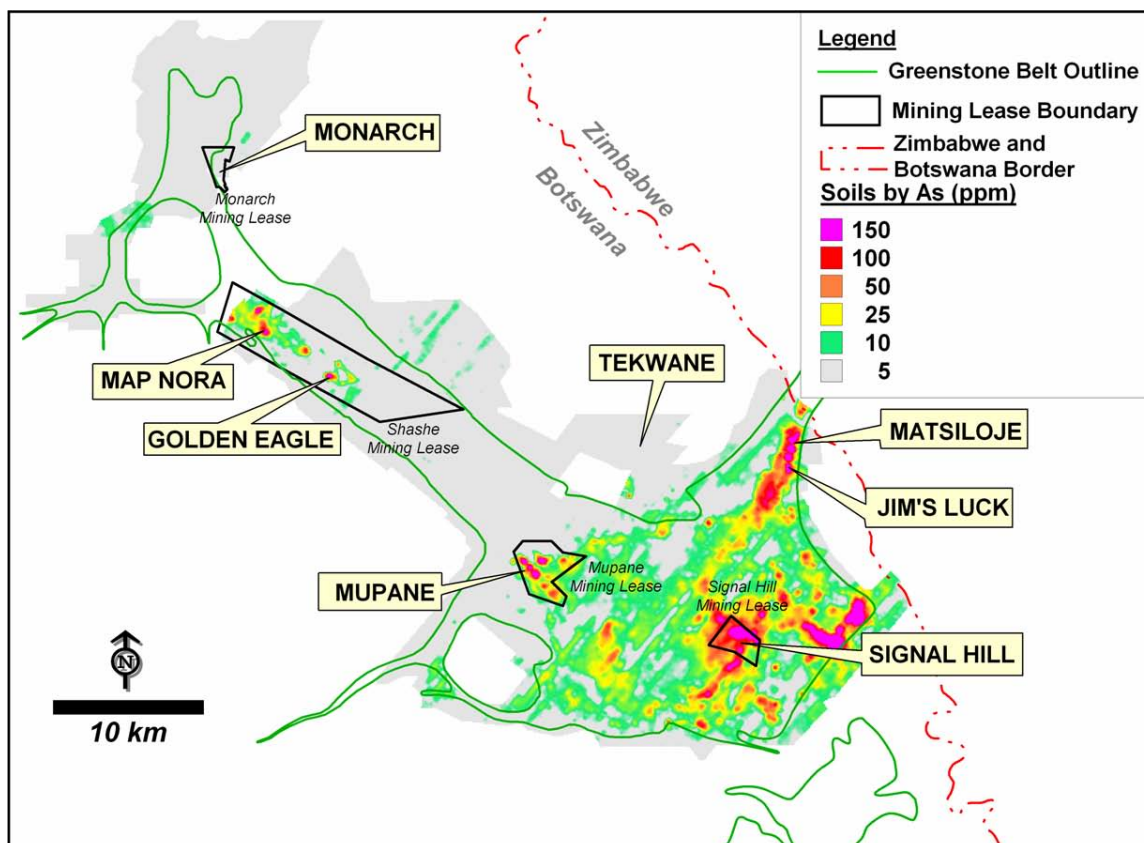 Legend
Greenstone Belt Outline
Mining Lease Boundary
Zimbabwe and
Botswana Border
Soils by As (ppm)
150
100
50
25
10
5
MONARCH
Monarch
Mining Lease
Zimbabwe
Botswana
MAP NORA
GOLDEN EAGLE
Shashe
Mining Lease
TEKWANE
MATSILOJE
JIM'S LUCK
MUPANE
Mupane
Mining Lease
Signal Hill
Mining Lease
SIGNAL HILL
N
10 km